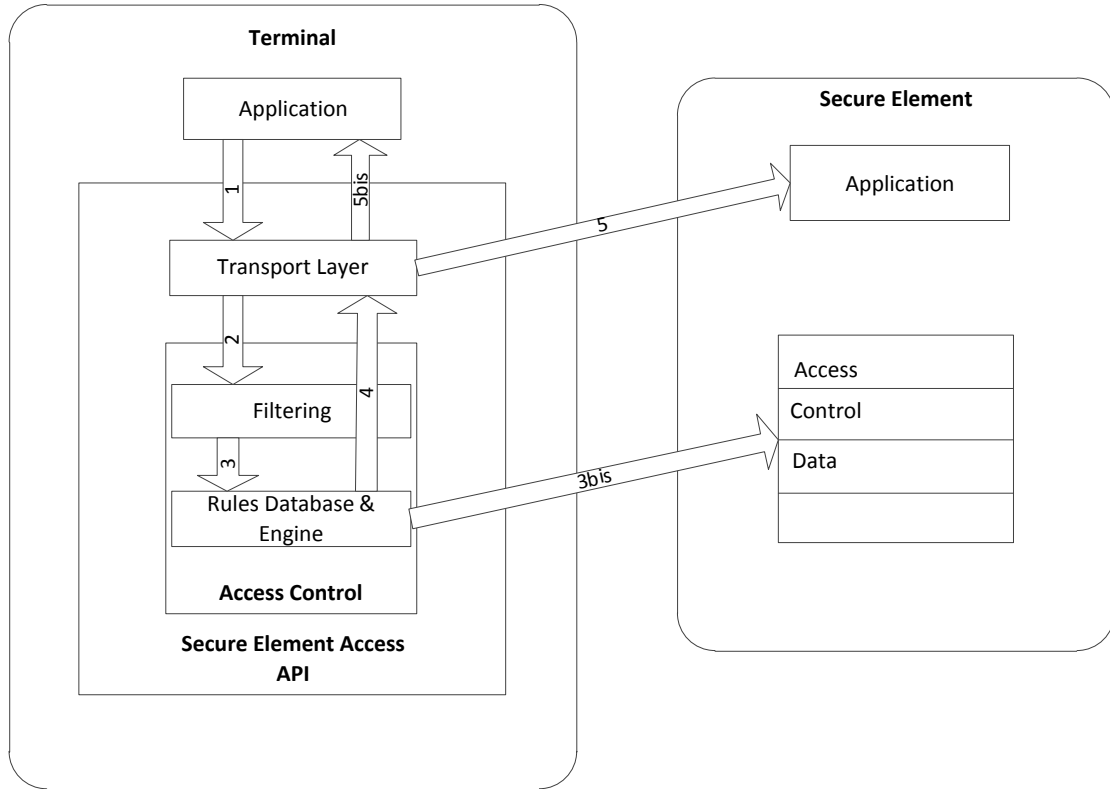 Terminal
Application
1
5bis
Transport Layer
2
4
Filtering
3
Rules Database &
Engine
Access Control
Secure Element Access
API
5
3bis
Secure Element
Application
Access
Control
Data